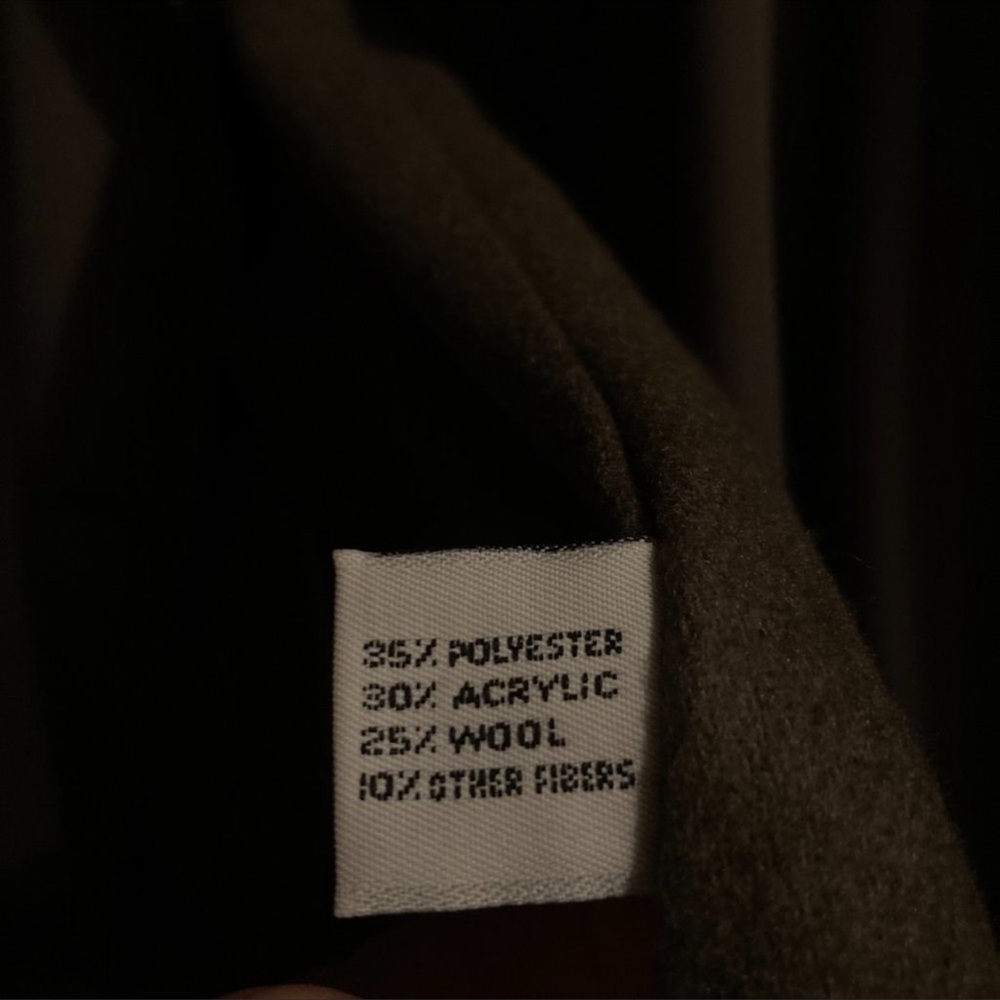 35% POLYESTER
30% ACRYLIC
25% WOOL
10% OTHER FIBERS